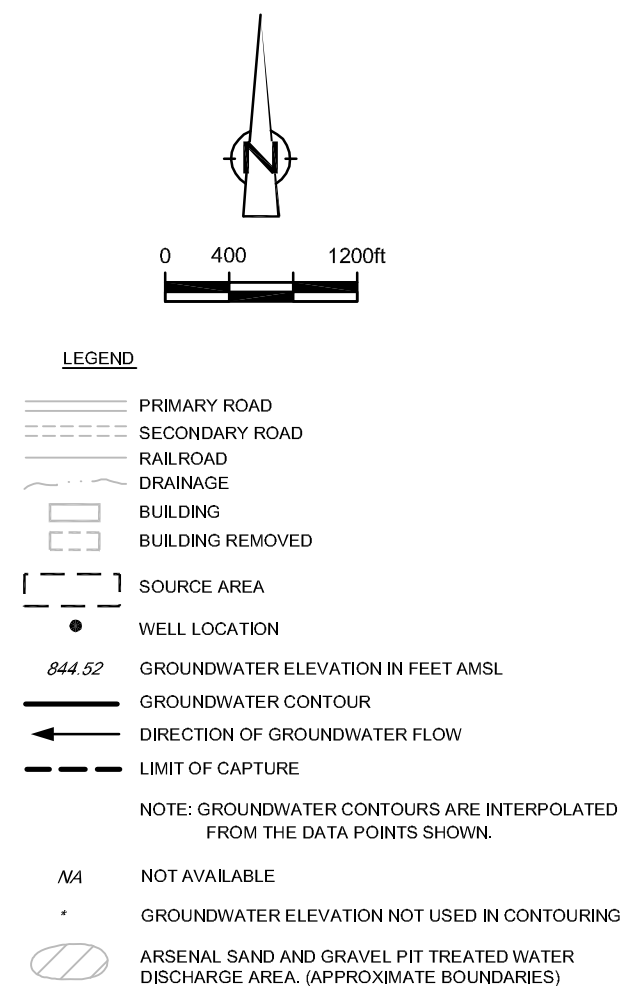 N
0 400 1200ft
LEGEND
PRIMARY ROAD
SECONDARY ROAD
RAILROAD
DRAINAGE
BUILDING
BUILDING REMOVED
SOURCE AREA
WELL LOCATION
844.52 GROUNDWATER ELEVATION IN FEET AMSL
GROUNDWATER CONTOUR
DIRECTION OF GROUNDWATER FLOW
LIMIT OF CAPTURE
NOTE: GROUNDWATER CONTOURS ARE INTERPOLATED
FROM THE DATA POINTS SHOWN.
NA NOT AVAILABLE
* GROUNDWATER ELEVATION NOT USED IN CONTOURING
ARSENAL SAND AND GRAVEL PIT TREATED WATER
DISCHARGE AREA. (APPROXIMATE BOUNDARIES)